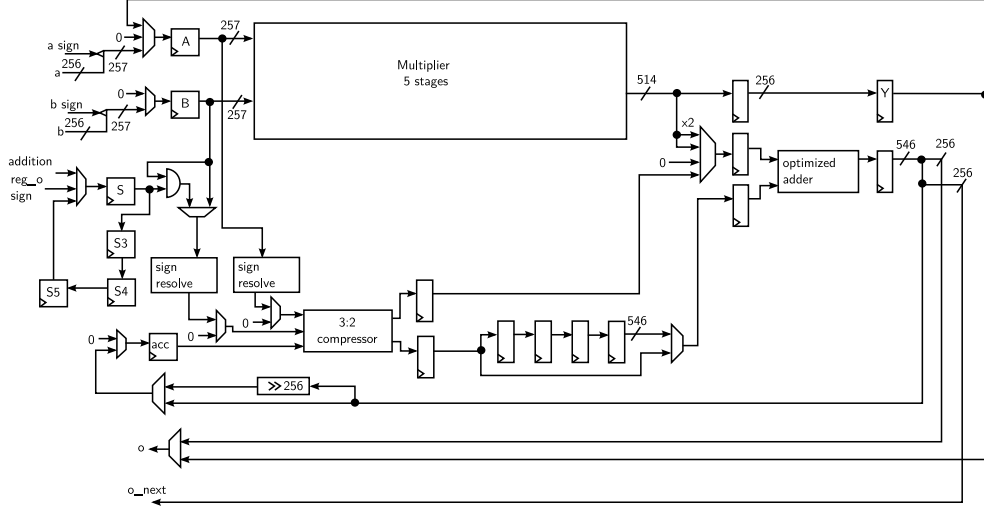 0
a sign
256
a
257
A
257
Multiplier
5 stages
0
b sign
256
b
257
B
257
514
256
Y
x2
0
optimized
adder
546
256
256
addition
reg_o
sign
S
S3
S4
S5
sign
resolve
sign
resolve
0
0
3:2
compressor
0
acc
546
≫256
o
o_next